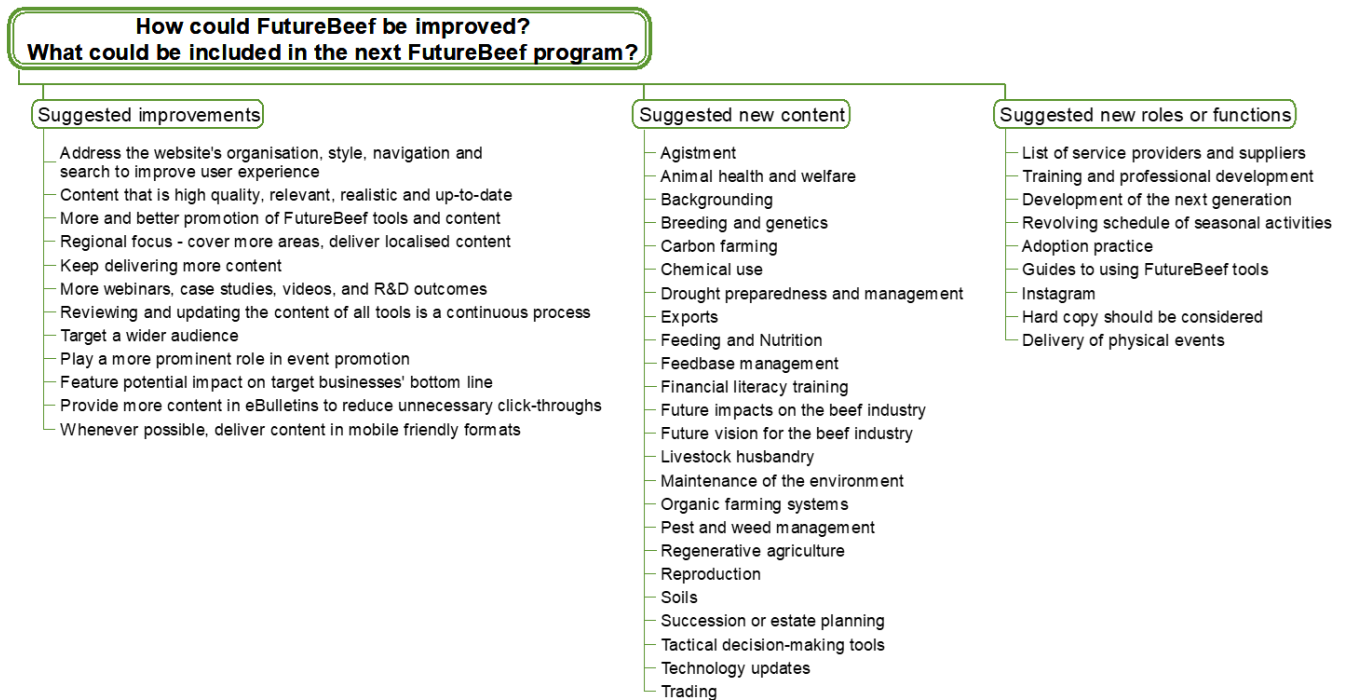 How could FutureBeef be improved?
What could be included in the next FutureBeef program?
Suggested improvements
Address the website's organisation, style, navigation and
search to improve user experience
Content that is high quality, relevant, realistic and up-to-date
More and better promotion of FutureBeef tools and content
Regional focus - cover more areas, deliver localised content
Keep delivering more content
More webinars, case studies, videos, and R&D outcomes
Reviewing and updating the content of all tools is a continuous process
Target a wider audience
Play a more prominent role in event promotion
Feature potential impact on target businesses' bottom line
Provide more content in eBulletins to reduce unnecessary click-throughs
Whenever possible, deliver content in mobile friendly formats
Suggested new content
Agistment
Animal health and welfare
Backgrounding
Breeding and genetics
Carbon farming
Chemical use
Drought preparedness and management
Exports
Feeding and Nutrition
Feedbase management
Financial literacy training
Future impacts on the beef industry
Future vision for the beef industry
Livestock husbandry
Maintenance of the environment
Organic farming systems
Pest and weed management
Regenerative agriculture
Reproduction
Soils
Succession or estate planning
Tactical decision-making tools
Technology updates
Trading
Suggested new roles or functions
List of service providers and suppliers
Training and professional development
Development of the next generation
Revolving schedule of seasonal activities
Adoption practice
Guides to using FutureBeef tools
Instagram
Hard copy should be considered
Delivery of physical events